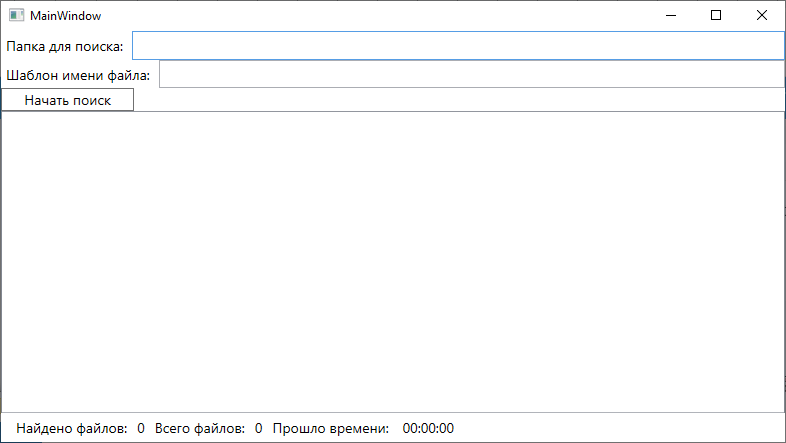 MainWindow
Папка для поиска:
Шаблон имени файла:
Начать поиск
Найдено файлов: 0 Всего файлов: 0 Прошло времени: 00:00:00